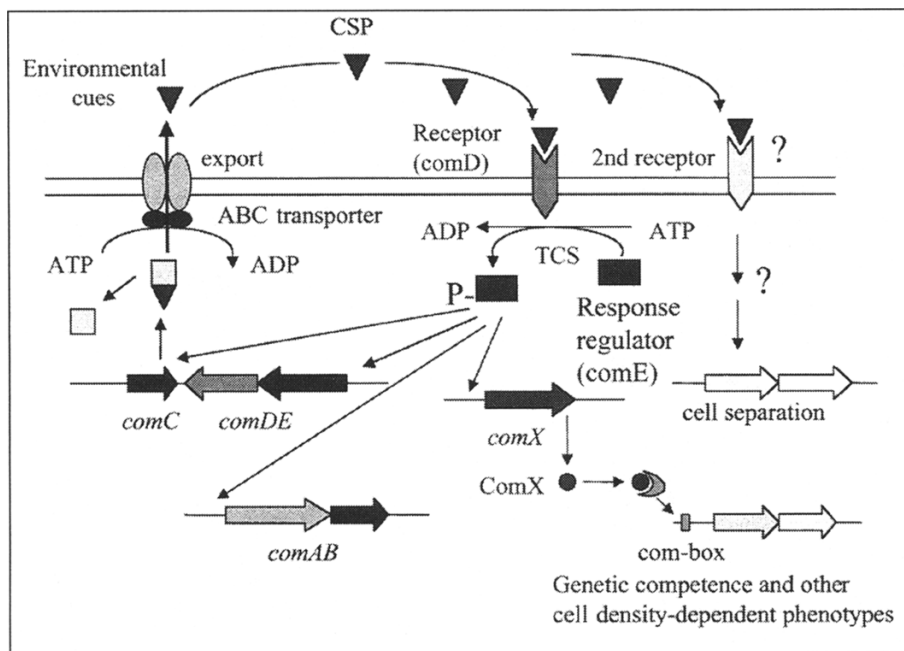 CSP
Environmental
cues
export
Receptor
(comD)
2nd receptor
?
ABC transporter
ATP
ADP
ADP
ATP
TCS
?
P-
Response
regulator
(comE)
comC
comDE
comX
cell separation
ComX
comAB
com-box
Genetic competence and other
cell density-dependent phenotypes